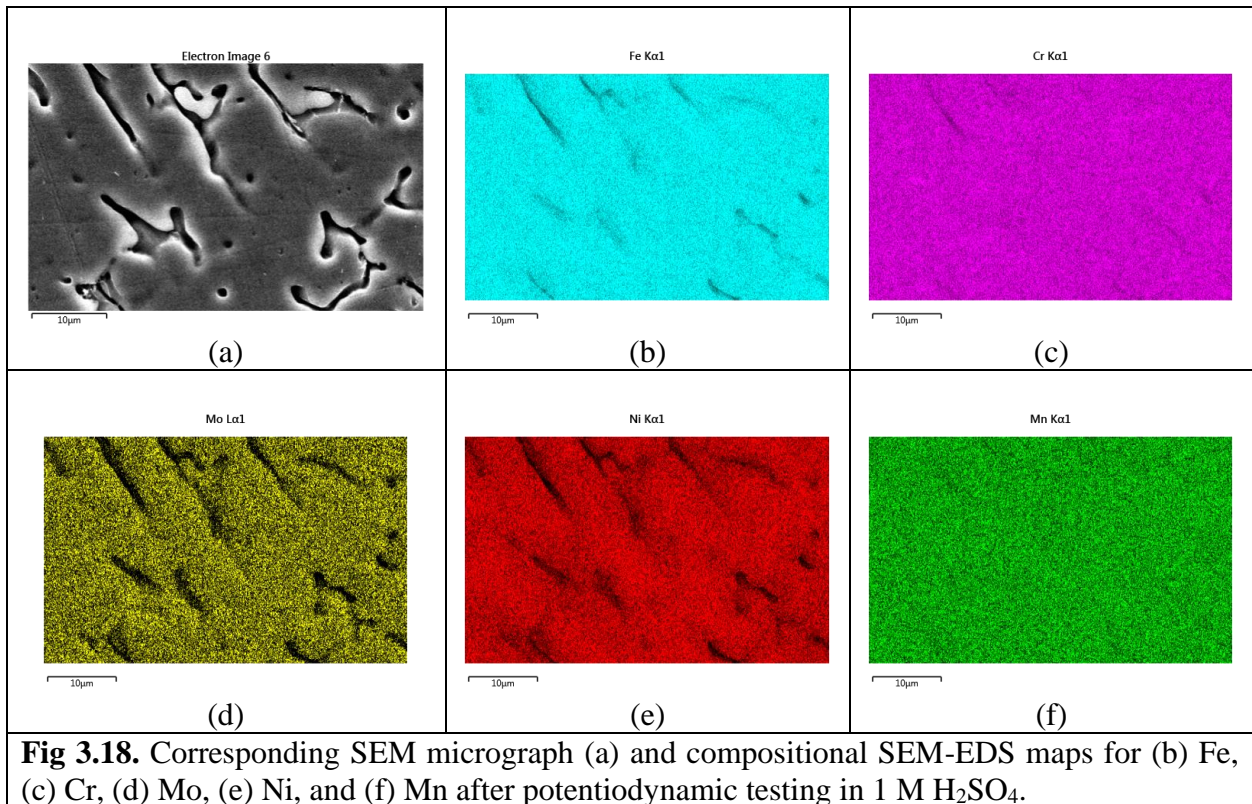 Electron Image 6
10μm
(a)
Fe Kα1
10μm
(b)
Cr Kα1
10μm
(c)
Mo Lα1
10μm
(d)
Ni Kα1
10μm
(e)
Mn Kα1
10μm
(f)
Fig 3.18. Corresponding SEM micrograph (a) and compositional SEM-EDS maps for (b) Fe,
(c) Cr, (d) Mo, (e) Ni, and (f) Mn after potentiodynamic testing in 1 M H₂SO₄.